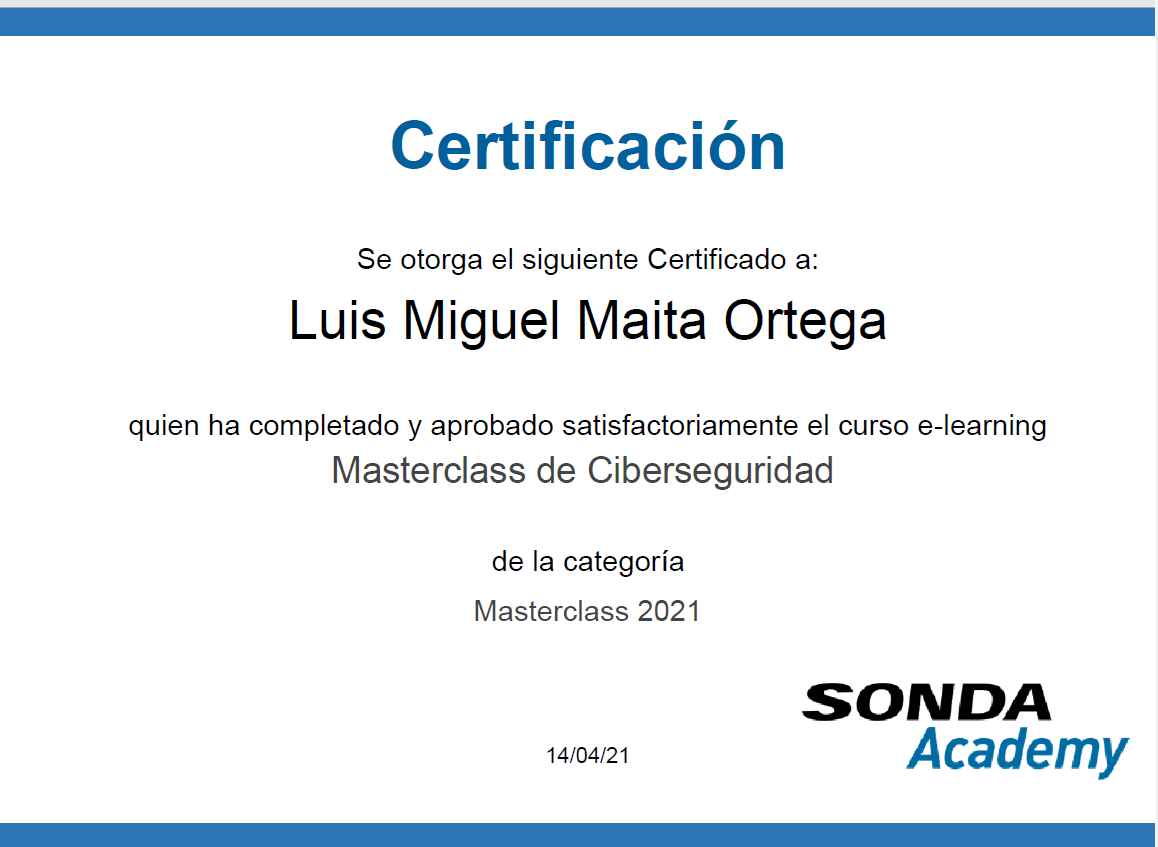 Certificación
Se otorga el siguiente Certificado a:
Luis Miguel Maita Ortega
quien ha completado y aprobado satisfactoriamente el curso e-learning
Masterclass de Ciberseguridad
de la categoría
Masterclass 2021
SONDA
Academy
14/04/21